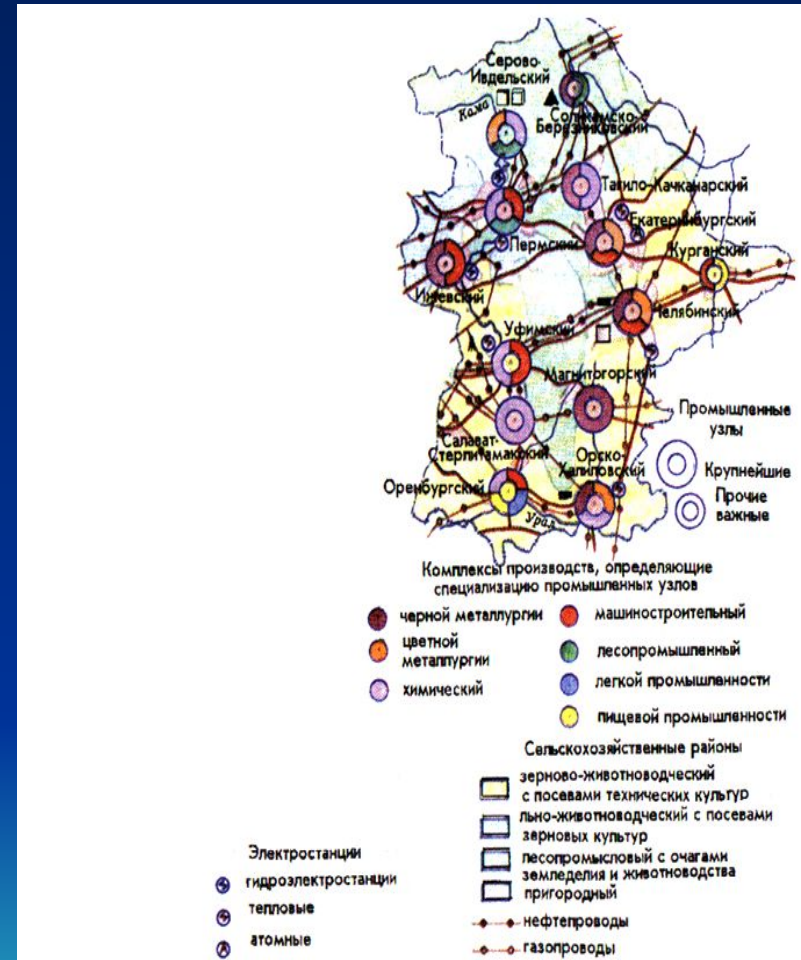 Серово-
Ивдельский
Кама
Соликамско-
Березниковский
Тагило-Качканарский
Екатеринбургский
Пермский
Курганский
Ижевский
Челябинский
Уфимский
Магнитогорский
Промышленные
узлы
Салават-
Стерлитамакский
Орско-
Халиловский
Крупнейшие
Оренбургский
Прочие
важные
Урал
Комплексы производств, определяющие
специализацию промышленных узлов
черной металлургии
машиностроительный
цветной
металлургии
лесопромышленный
химический
легкой промышленности
пищевой промышленности
Сельскохозяйственные районы
зерново-животноводческий
с посевами технических культур
льно-животноводческий с посевами
зерновых культур
лесопромысловый с очагами
земледелия и животноводства
пригородный
Электростанции
гидроэлектростанции
тепловые
атомные
нефтепроводы
газопроводы